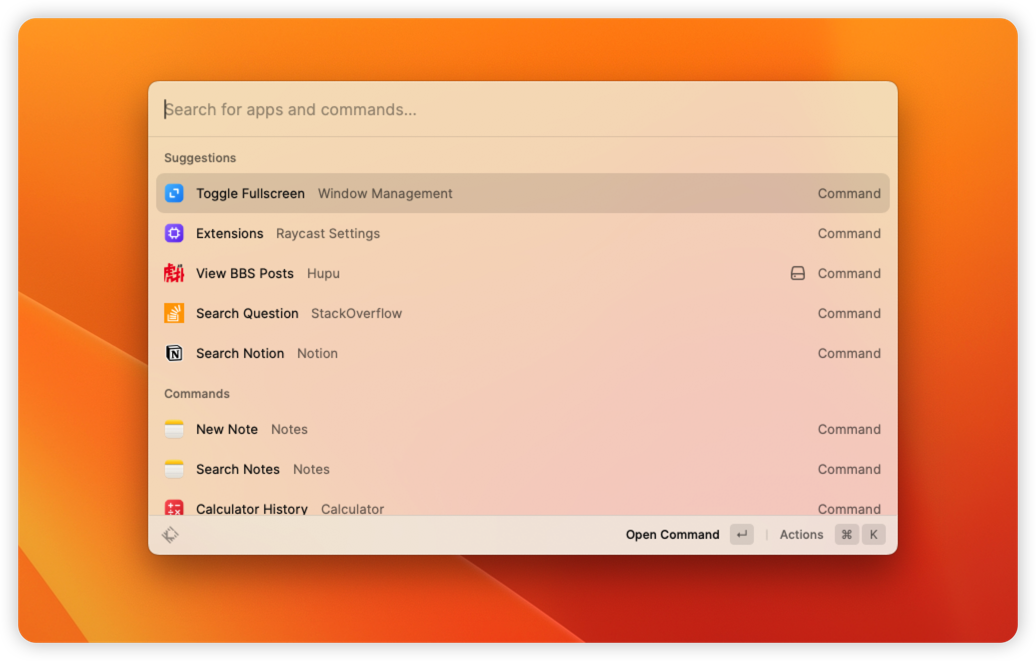 Search for apps and commands...
Suggestions
Toggle Fullscreen Window Management Command
Extensions Raycast Settings Command
View BBS Posts Hupu Command
Search Question StackOverflow Command
Search Notion Notion Command
Commands
New Note Notes Command
Search Notes Notes Command
Calculator History Calculator Command
Open Command ↵ | Actions ⌘ K